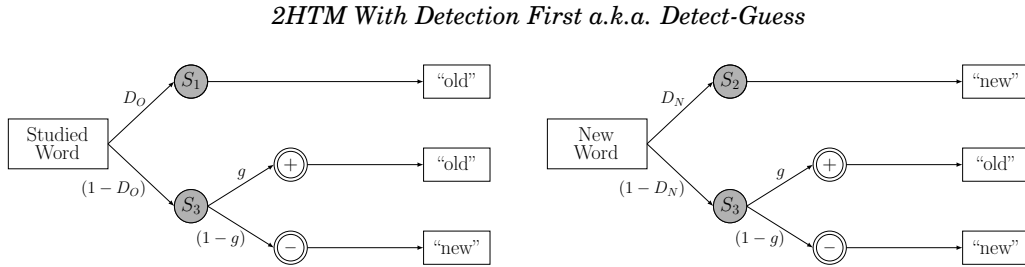 2HTM With Detection First a.k.a. Detect-Guess
S₁
"old"
D_O
Studied
Word
(1 − D_O)
g
+
"old"
S₃
(1 − g)
−
"new"
S₂
"new"
D_N
New
Word
(1 − D_N)
g
+
"old"
S₃
(1 − g)
−
"new"